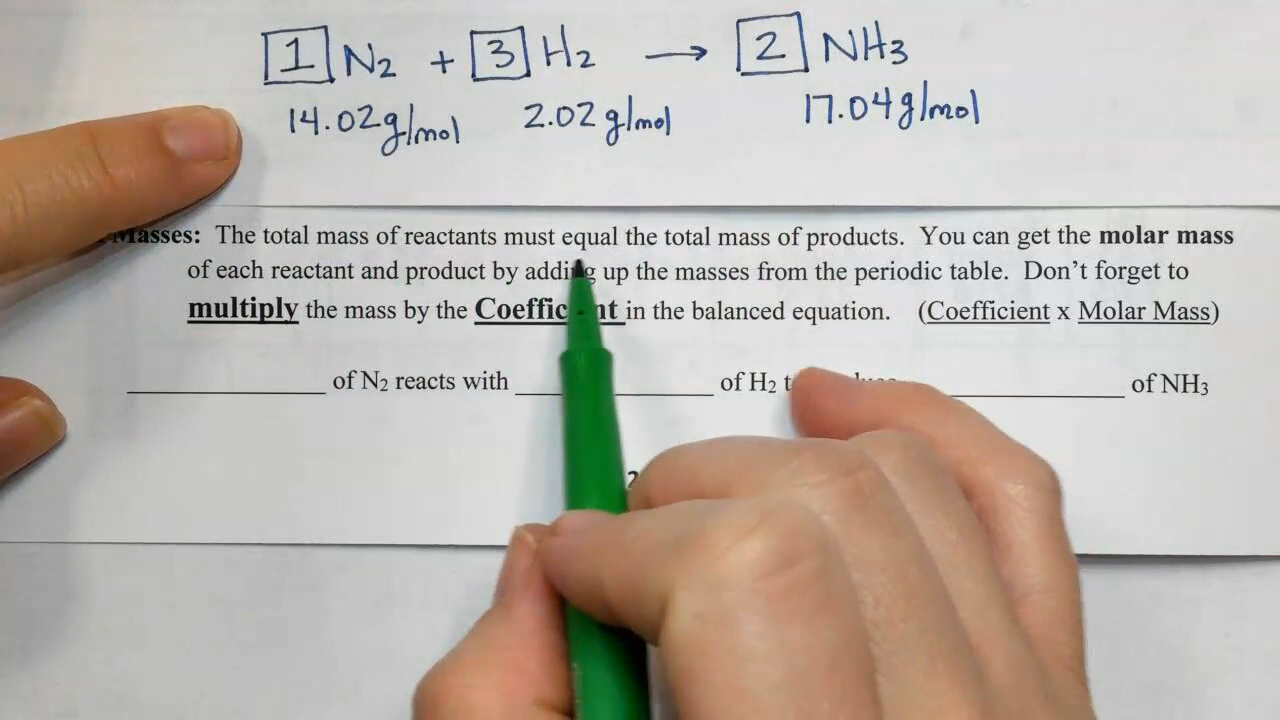 1 N2 + 3 H2 → 2 NH3
14.02g/mol 2.02g/mol 17.04g/mol
Masses: The total mass of reactants must equal the total mass of products. You can get the molar mass
of each reactant and product by adding up the masses from the periodic table. Don't forget to
multiply the mass by the Coefficient in the balanced equation. (Coefficient x Molar Mass)
of N2 reacts with of H2 of NH3